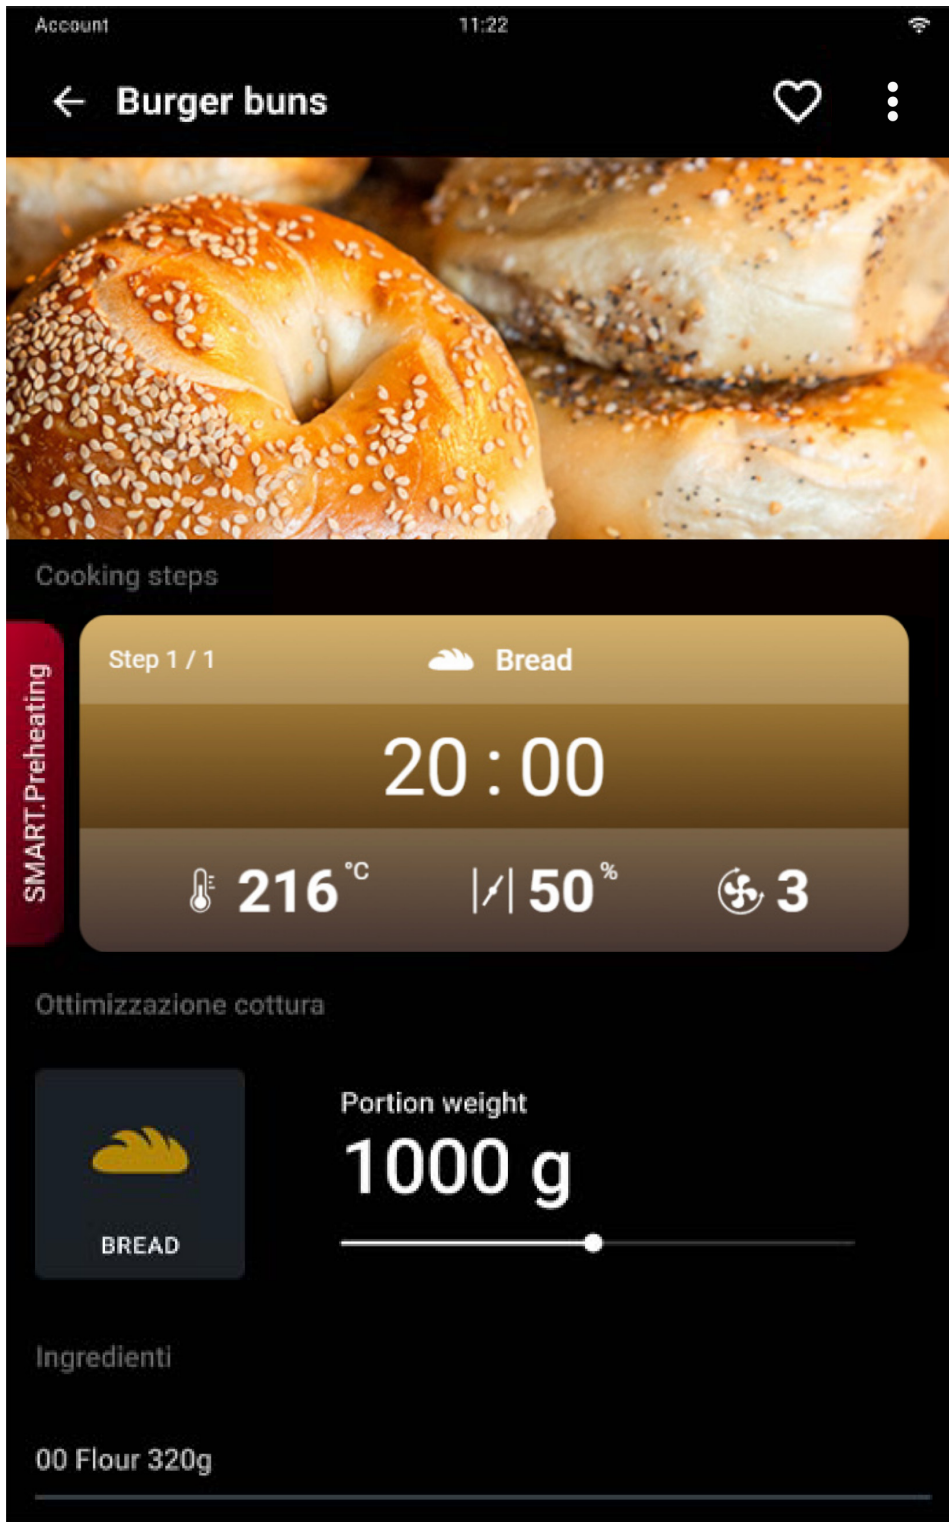 Account 11:22
Burger buns
Cooking steps
SMART.Preheating
Step 1 / 1 Bread
20 : 00
216 °C 50 % 3
Ottimizzazione cottura
Portion weight
1000 g
BREAD
Ingredienti
00 Flour 320g